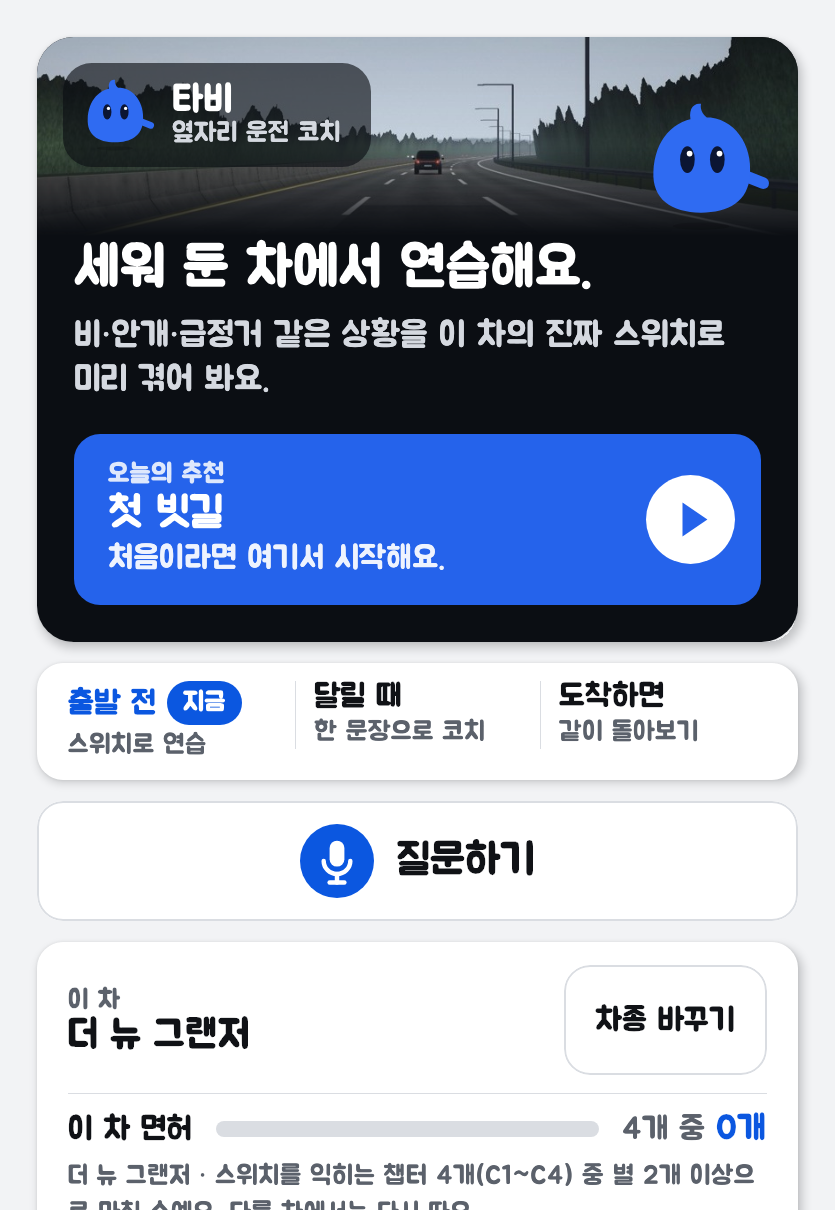 타비
옆자리 운전 코치
세워 둔 차에서 연습해요.
비·안개·급정거 같은 상황을 이 차의 진짜 스위치로
미리 겪어 봐요.
오늘의 추천
첫 빗길
처음이라면 여기서 시작해요.
출발 전 지금
스위치로 연습
달릴 때
한 문장으로 코치
도착하면
같이 돌아보기
질문하기
이 차
더 뉴 그랜저
차종 바꾸기
이 차 면허
4개 중 0개
더 뉴 그랜저 · 스위치를 익히는 챕터 4개(C1~C4) 중 별 2개 이상으